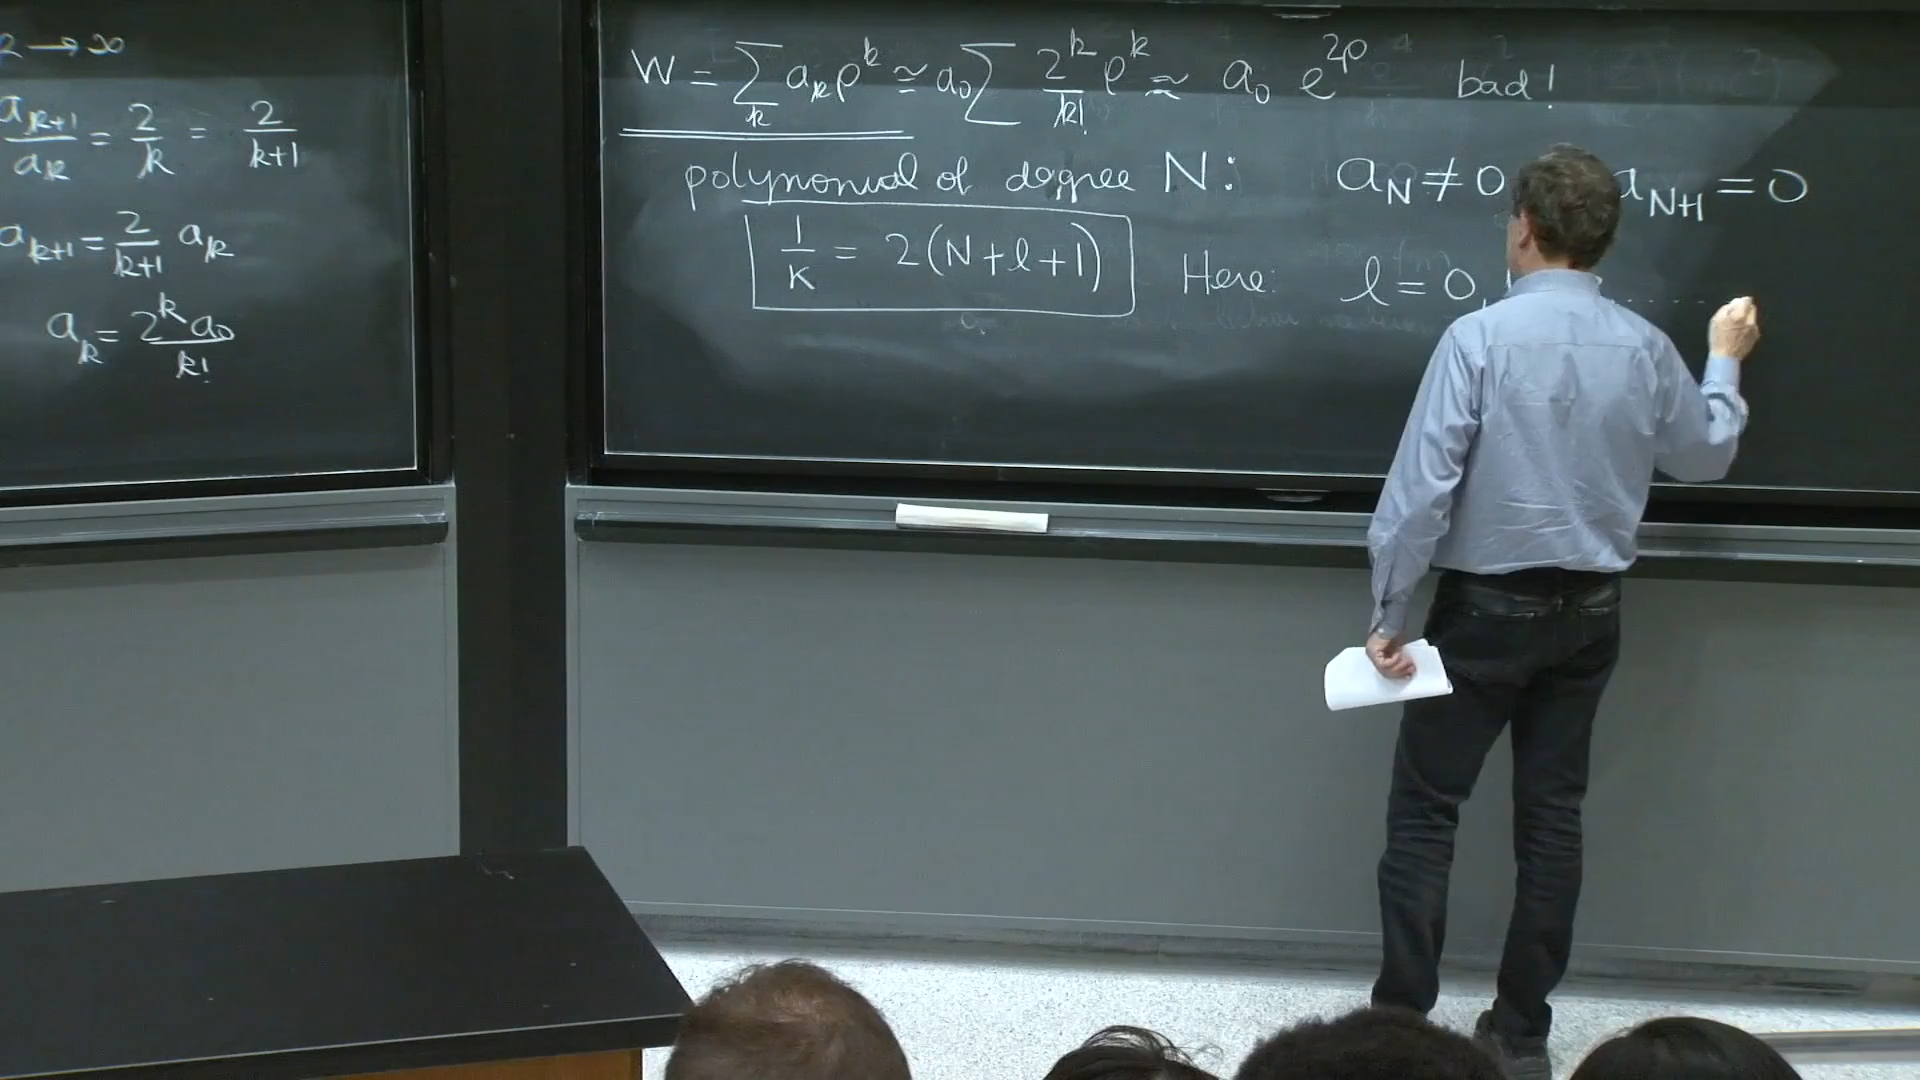 k → ∞
a_{k+1}/a_k = 2/k = 2/(k+1)
a_{k+1} = 2/(k+1) a_k
a_k = 2^k a_0 / k!
W = ∑_k a_k ρ^k ≃ a_0 ∑ 2^k/k! ρ^k ≈ a_0 e^{2ρ} bad!
polynomial of degree N: a_N ≠ 0 a_{N+1} = 0
1/κ = 2(N+ℓ+1) Here: ℓ = 0,